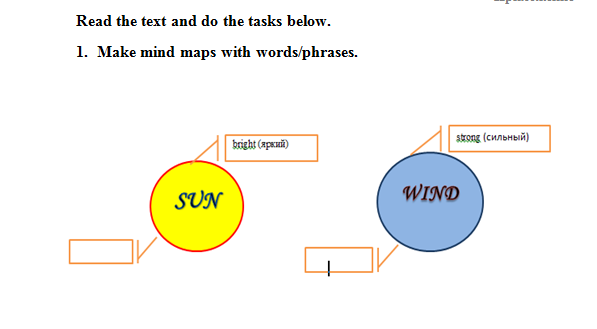 Read the text and do the tasks below.
1. Make mind maps with words/phrases.
strong (сильный)
bright (яркий)
SUN
WIND